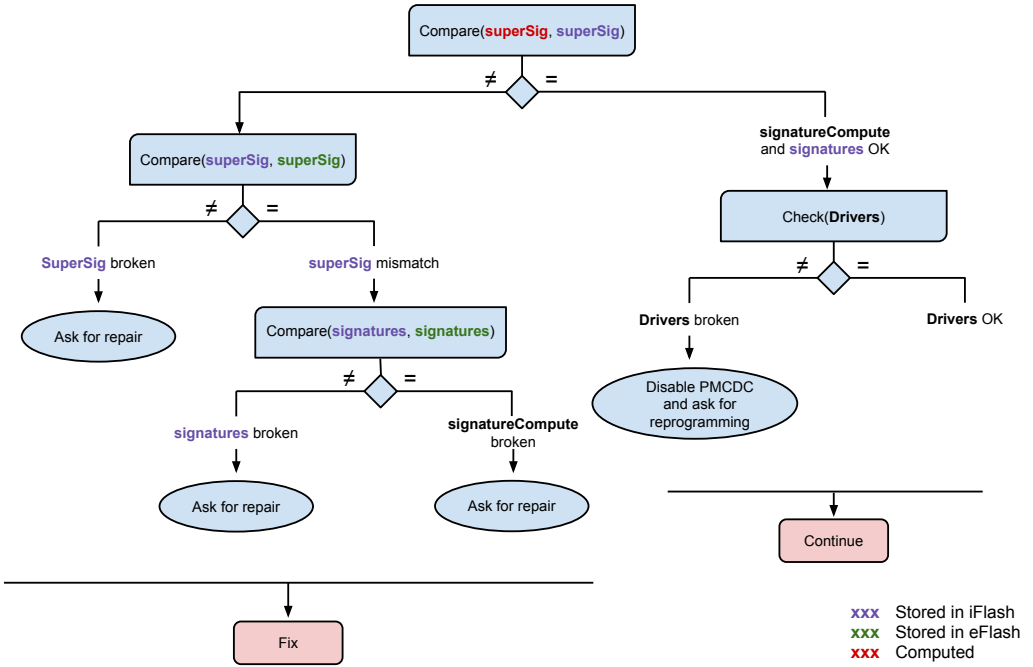 Compare(superSig, superSig)
≠ =
signatureCompute
and signatures OK
Compare(superSig, superSig)
≠ =
Check(Drivers)
≠ =
SuperSig broken
superSig mismatch
Drivers broken
Drivers OK
Ask for repair
Compare(signatures, signatures)
≠ =
Disable PMCDC
and ask for
reprogramming
signatures broken
signatureCompute
broken
Ask for repair
Ask for repair
Continue
Fix
xxx Stored in iFlash
xxx Stored in eFlash
xxx Computed